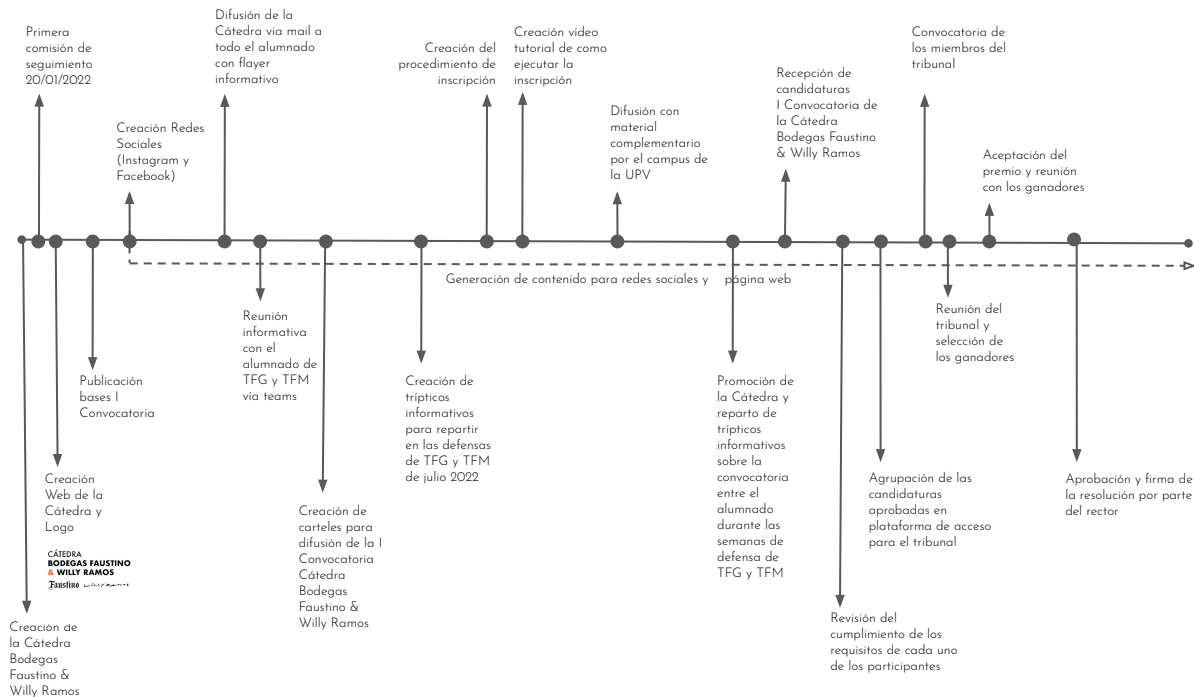 Primera
comisión de
seguimiento
20/01/2022
Difusión de la
Cátedra via mail a
todo el alumnado
con flayer
informativo
Creación del
procedimiento de
inscripción
Creación vídeo
tutorial de como
ejecutar la
inscripción
Convocatoria de
los miembros del
tribunal
Creación Redes
Sociales
(Instagram y
Facebook)
Difusión con
material
complementario
por el campus de
la UPV
Recepción de
candidaturas
I Convocatoria de
la Cátedra
Bodegas Faustino
& Willy Ramos
Aceptación del
premio y reunión
con los ganadores
Generación de contenido para redes sociales y página web
Reunión
informativa
con el
alumnado de
TFG y TFM
vía teams
Reunión del
tribunal y
selección de
los ganadores
Publicación
bases I
Convocatoria
Creación de
trípticos
informativos
para repartir
en las defensas
de TFG y TFM
de julio 2022
Promoción de
la Cátedra y
reparto de
trípticos
informativos
sobre la
convocatoria
entre el
alumnado
durante las
semanas de
defensa de
TFG y TFM
Creación
Web de la
Cátedra y
Logo
CÁTEDRA
BODEGAS FAUSTINO
& WILLY RAMOS
Faustino
Creación de
carteles para
difusión de la I
Convocatoria
Cátedra
Bodegas
Faustino &
Willy Ramos
Agrupación de las
candidaturas
aprobadas en
plataforma de acceso
para el tribunal
Aprobación y firma de
la resolución por parte
del rector
Creación de
la Cátedra
Bodegas
Faustino &
Willy Ramos
Revisión del
cumplimiento de los
requisitos de cada uno
de los participantes